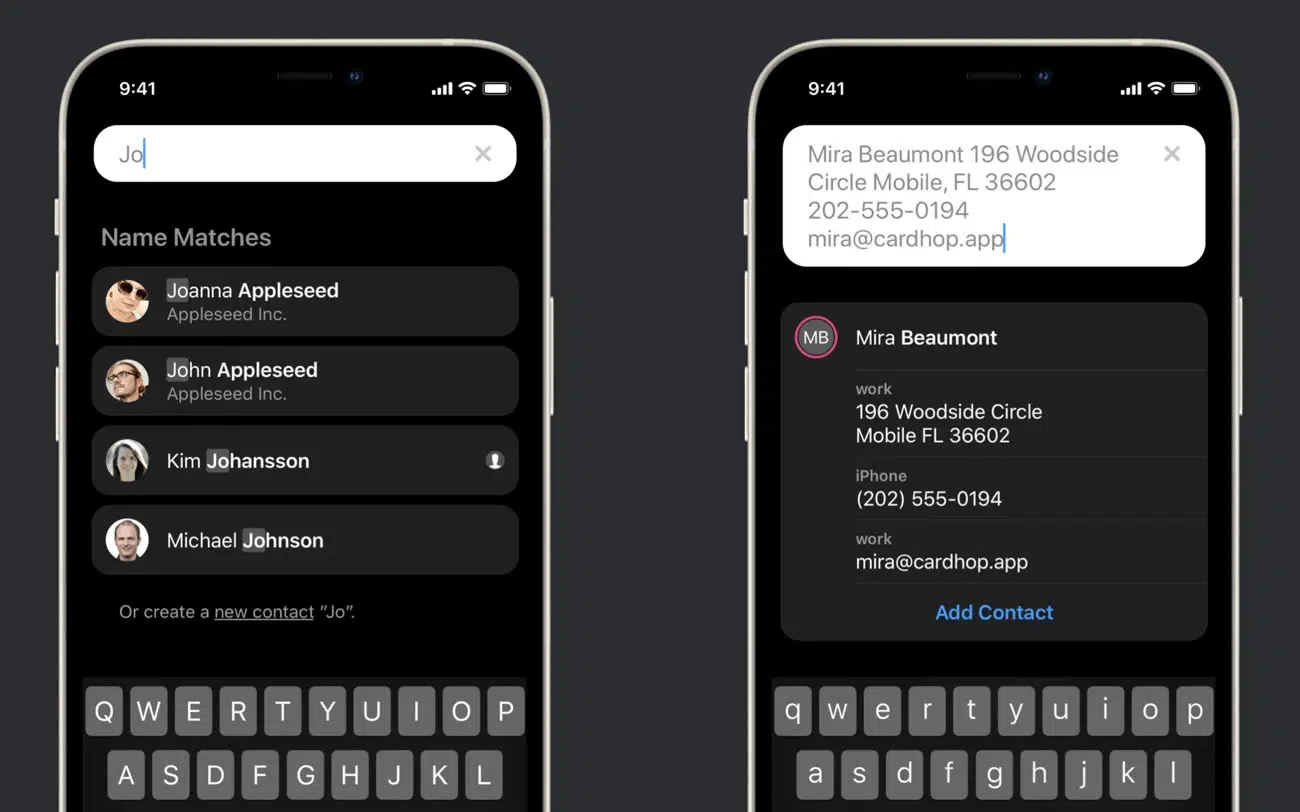 9:41
Jo
Name Matches
Joanna Appleseed
Appleseed Inc.
John Appleseed
Appleseed Inc.
Kim Johansson
Michael Johnson
Or create a new contact “Jo”.
Q W E R T Y U I O P
A S D F G H J K L
9:41
Mira Beaumont 196 Woodside
Circle Mobile, FL 36602
202-555-0194
mira@cardhop.app
MB Mira Beaumont
work
196 Woodside Circle
Mobile FL 36602
iPhone
(202) 555-0194
work
mira@cardhop.app
Add Contact
q w e r t y u i o p
a s d f g h j k l